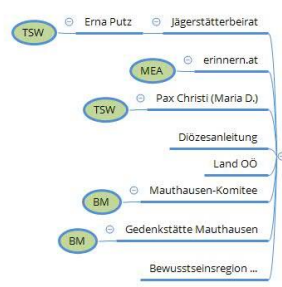 TSW Erna Putz Jägerstätterbeirat
MEA erinnern.at
TSW Pax Christi (Maria D.)
Diözesanleitung
Land OÖ
BM Mauthausen-Komitee
BM Gedenkstätte Mauthausen
Bewusstseinsregion ...